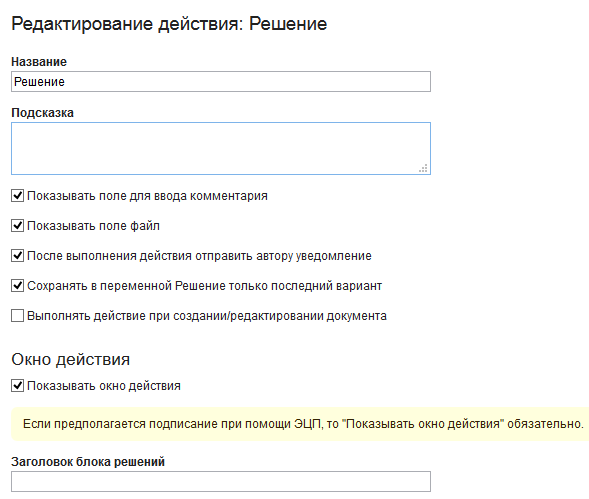 Редактирование действия: Решение
Название
Решение
Подсказка
Показывать поле для ввода комментария
Показывать поле файл
После выполнения действия отправить автору уведомление
Сохранять в переменной Решение только последний вариант
Выполнять действие при создании/редактировании документа
Окно действия
Показывать окно действия
Если предполагается подписание при помощи ЭЦП, то "Показывать окно действия" обязательно.
Заголовок блока решений